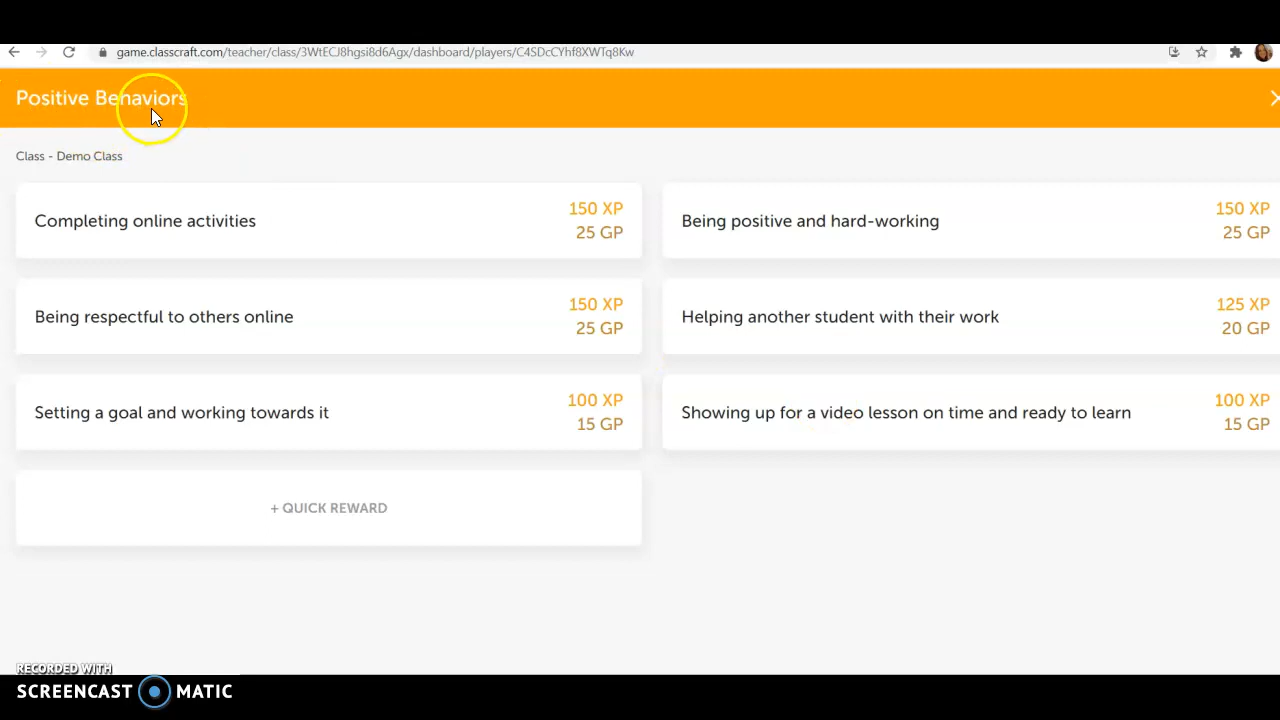 game.classcraft.com/teacher/class/3WtECJ8hgsi8d6Agx/dashboard/players/C4SDcCYhf8XWTq8Kw
Positive Behaviors
Class - Demo Class
Completing online activities
150 XP
25 GP
Being positive and hard-working
150 XP
25 GP
Being respectful to others online
150 XP
25 GP
Helping another student with their work
125 XP
20 GP
Setting a goal and working towards it
100 XP
15 GP
Showing up for a video lesson on time and ready to learn
100 XP
15 GP
+ QUICK REWARD
RECORDED WITH
SCREENCAST MATIC